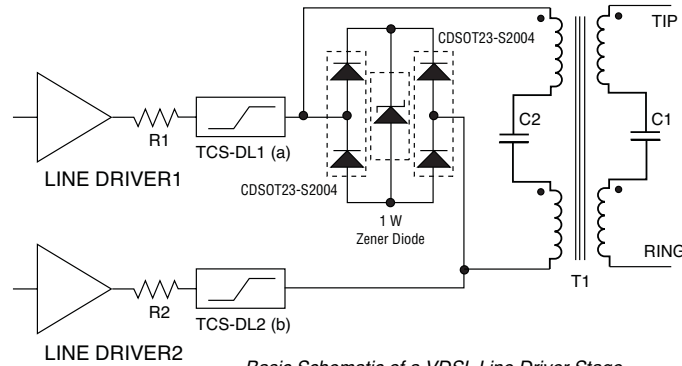 CDSOT23-S2004
TIP
C2
C1
R1
TCS-DL1 (a)
LINE DRIVER1
CDSOT23-S2004
1 W
Zener Diode
RING
T1
R2
TCS-DL2 (b)
LINE DRIVER2
Basic Schematic of a VDSL Line Driver Stage